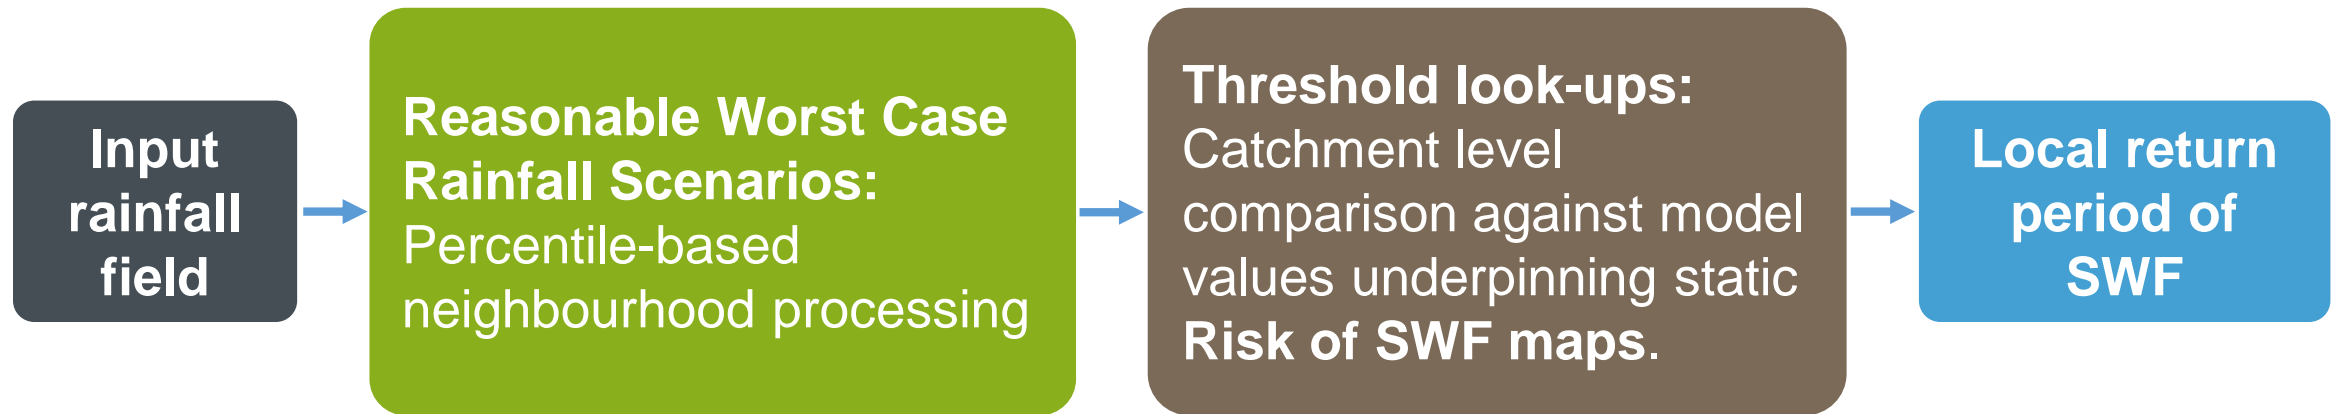 Input
rainfall
field
Reasonable Worst Case
Rainfall Scenarios:
Percentile-based
neighbourhood processing
Threshold look-ups:
Catchment level
comparison against model
values underpinning static
Risk of SWF maps.
Local return
period of
SWF